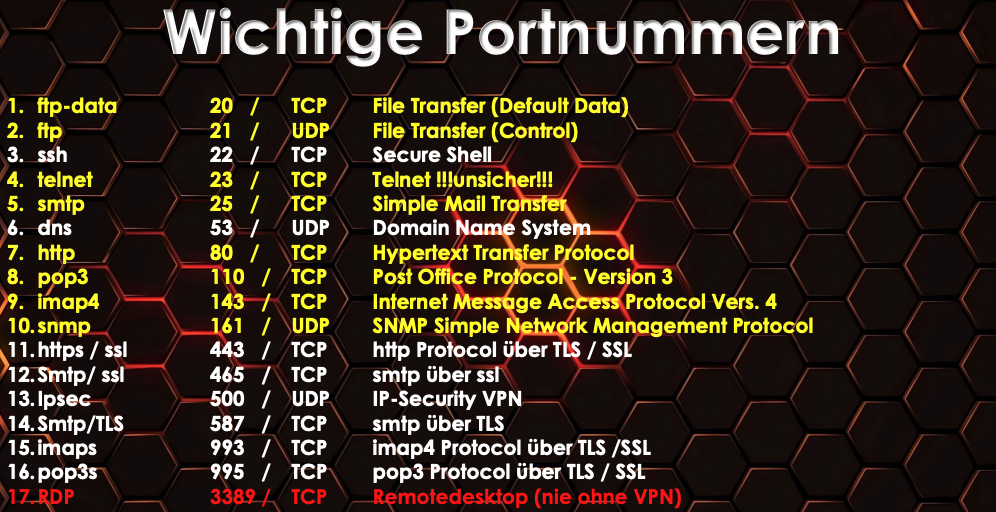 Wichtige Portnummern
1. ftp-data 20 / TCP File Transfer (Default Data)
2. ftp 21 / UDP File Transfer (Control)
3. ssh 22 / TCP Secure Shell
4. telnet 23 / TCP Telnet !!!unsicher!!!
5. smtp 25 / TCP Simple Mail Transfer
6. dns 53 / UDP Domain Name System
7. http 80 / TCP Hypertext Transfer Protocol
8. pop3 110 / TCP Post Office Protocol - Version 3
9. imap4 143 / TCP Internet Message Access Protocol Vers. 4
10. snmp 161 / UDP SNMP Simple Network Management Protocol
11. https / ssl 443 / TCP http Protocol über TLS / SSL
12. Smtp/ ssl 465 / TCP smtp über ssl
13. Ipsec 500 / UDP IP-Security VPN
14. Smtp/TLS 587 / TCP smtp über TLS
15. imaps 993 / TCP imap4 Protocol über TLS /SSL
16. pop3s 995 / TCP pop3 Protocol über TLS / SSL
17. RDP 3389 / TCP Remotedesktop (nie ohne VPN)